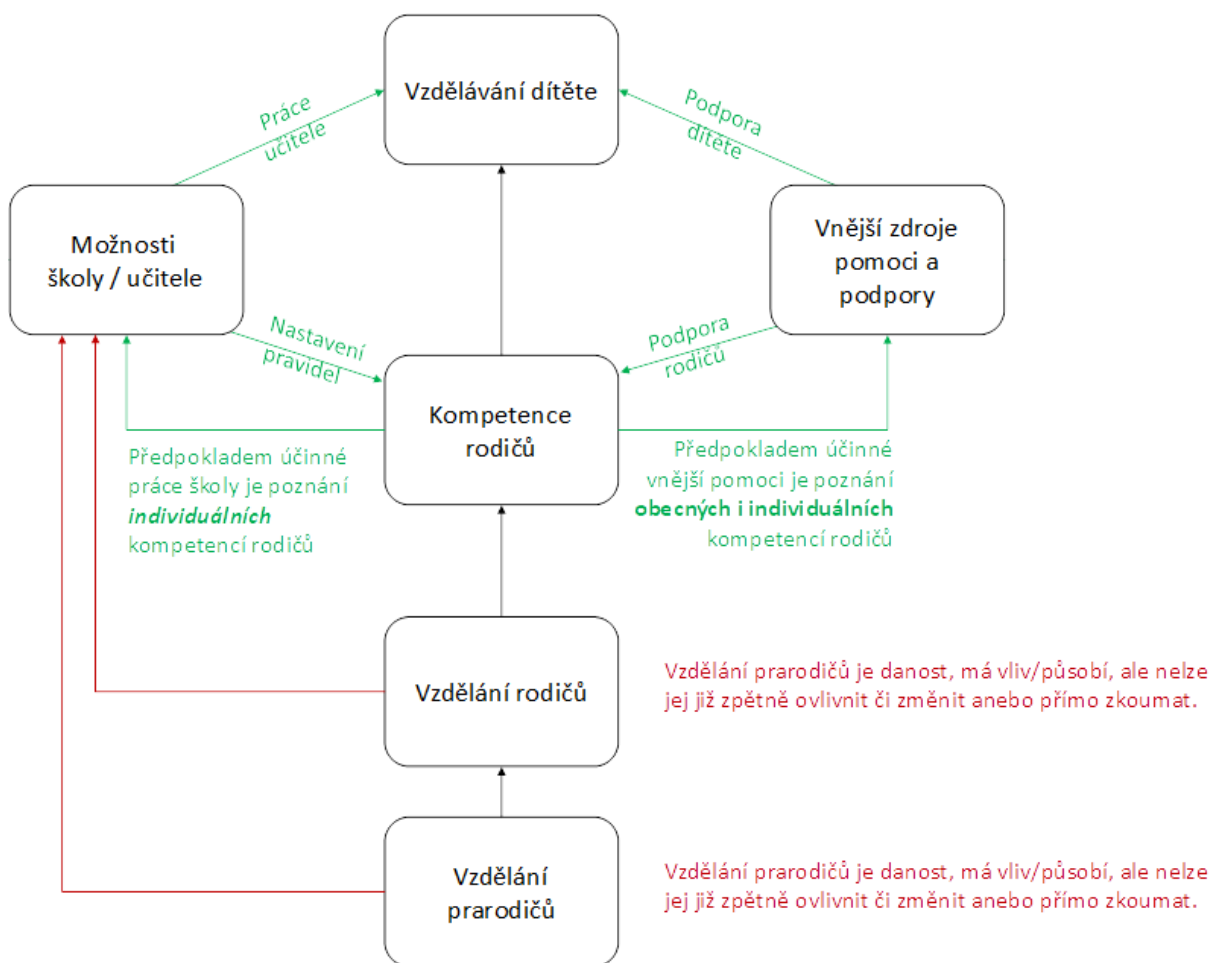 Vzdělávání dítěte
Práce
učitele
Podpora
dítěte
Možnosti
školy / učitele
Vnější zdroje
pomoci a
podpory
Nastavení
pravidel
Podpora
rodičů
Kompetence
rodičů
Předpokladem účinné
práce školy je poznání
individuálních
kompetencí rodičů
Předpokladem účinné
vnější pomoci je poznání
obecných i individuálních
kompetencí rodičů
Vzdělání rodičů
Vzdělání prarodičů je danost, má vliv/působí, ale nelze
jej již zpětně ovlivnit či změnit anebo přímo zkoumat.
Vzdělání
prarodičů
Vzdělání prarodičů je danost, má vliv/působí, ale nelze
jej již zpětně ovlivnit či změnit anebo přímo zkoumat.